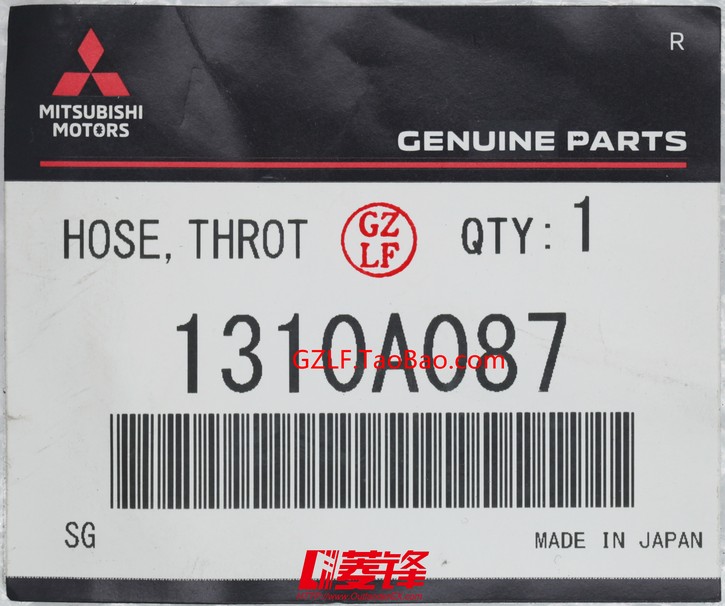 R
MITSUBISHI
MOTORS
GENUINE PARTS
HOSE, THROT
GZ
LF
QTY: 1
1310A087
GZLF.TaoBao.com
SG
MADE IN JAPAN
菱锋